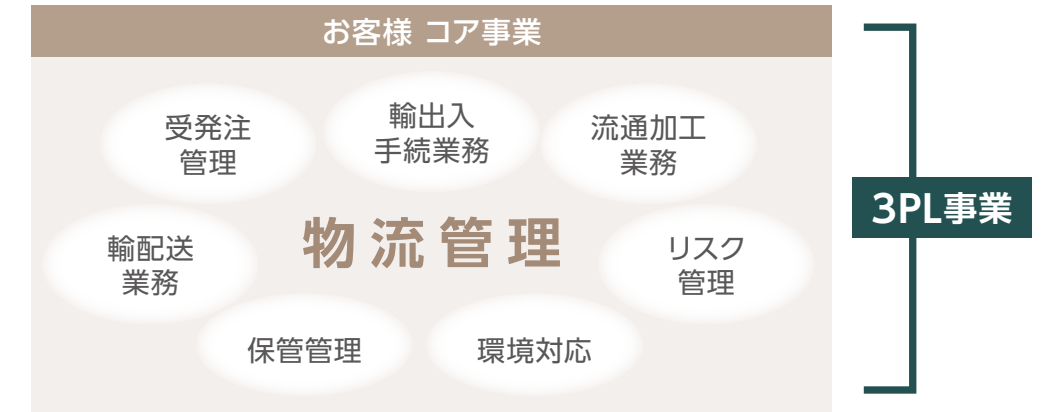 お客様 コア事業
受発注
管理
輸出入
手続業務
流通加工
業務
3PL事業
物流管理
輸配送
業務
リスク
管理
保管管理
環境対応